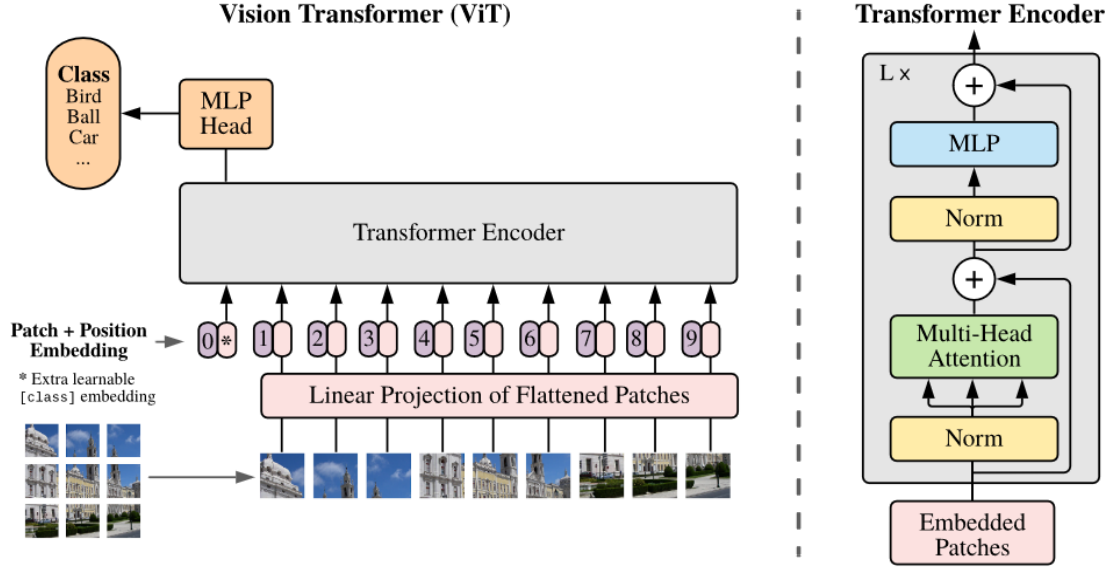 Vision Transformer (ViT)
Class
Bird
Ball
Car
...
MLP
Head
Transformer Encoder
Patch + Position
Embedding
* Extra learnable
[class] embedding
0 * 1 2 3 4 5 6 7 8 9
Linear Projection of Flattened Patches
Transformer Encoder
L ×
+
MLP
Norm
+
Multi-Head
Attention
Norm
Embedded
Patches